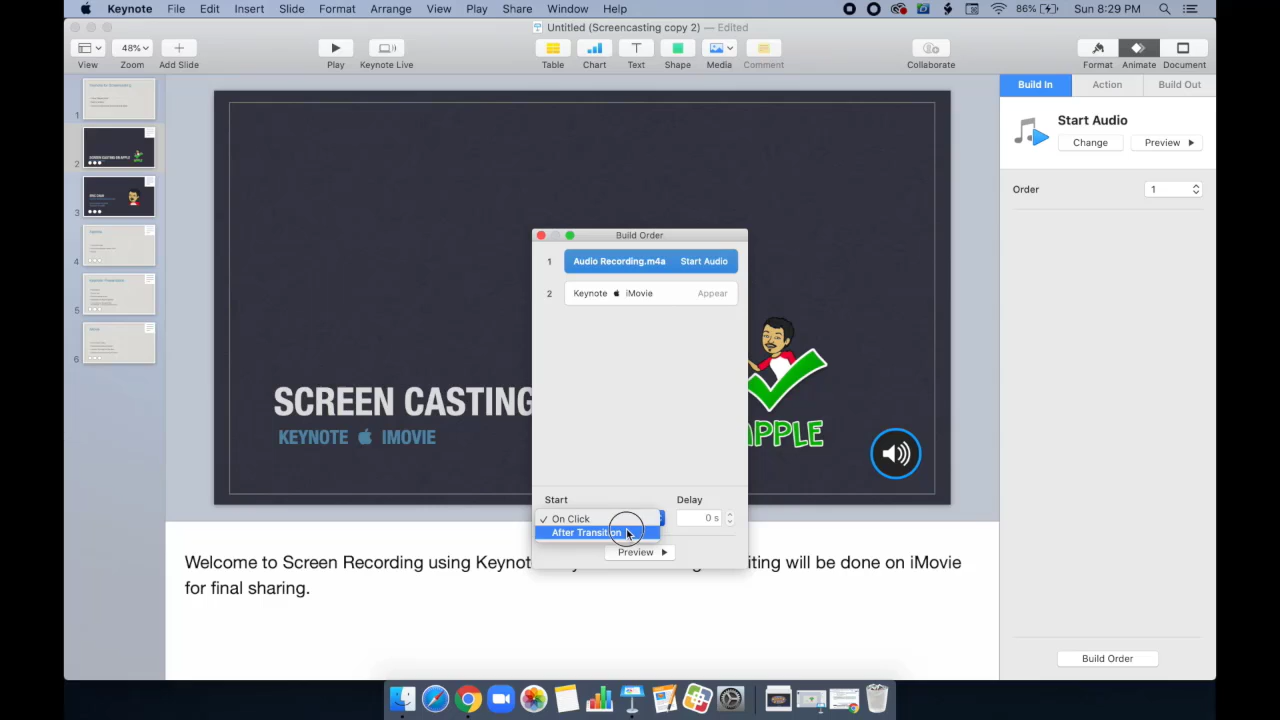 Keynote File Edit Insert Slide Format Arrange View Play Share Window Help 86% Sun 8:29 PM
Untitled (Screencasting copy 2) — Edited
48%
View Zoom Add Slide Play Keynote Live Table Chart Text Shape Media Comment Collaborate Format Animate Document
Build In Action Build Out
Start Audio
Change Preview
Order 1
1
2
3
4
5
6
Build Order
1 Audio Recording.m4a Start Audio
2 Keynote iMovie Appear
Start Delay
On Click 0 s
After Transition
Preview
SCREEN CASTING
KEYNOTE IMOVIE
APPLE
Welcome to Screen Recording using Keynot iting will be done on iMovie
for final sharing.
Build Order